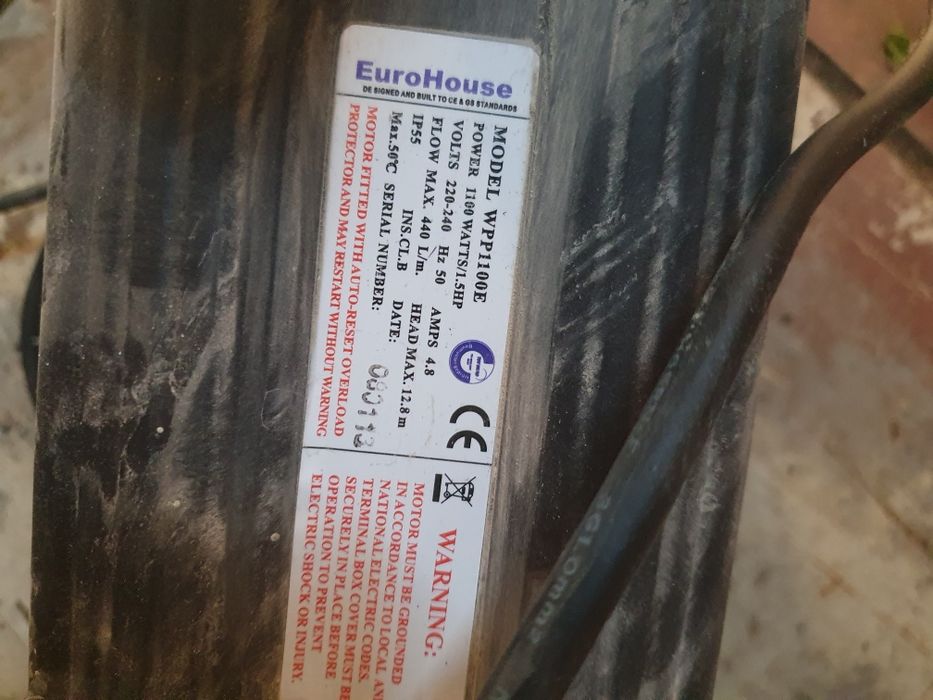 EuroHouse
DE SIGNED AND BUILT TO CE & GS STANDARDS
MODEL WPP1100E
POWER 1100 WATTS/1.5HP
VOLTS 220-240 Hz 50 AMPS 4.8
FLOW MAX. 440 L/m. HEAD MAX.12.8 m
IP55 INS.CL.B DATE:
Max.50°C SERIAL NUMBER:
MOTOR FITTED WITH AUTO-RESET OVERLOAD
PROTECTOR AND MAY RESTART WITHOUT WARNING
CE
WARNING:
MOTOR MUST BE GROUNDED
IN ACCORDANCE TO LOCAL AN
NATIONAL ELECTRIC CODES.
TERMINAL BOX COVER MUST BE
SECURELY IN PLACE BEFORE
OPERATION TO PREVENT
ELECTRIC SHOCK OR INJURY.